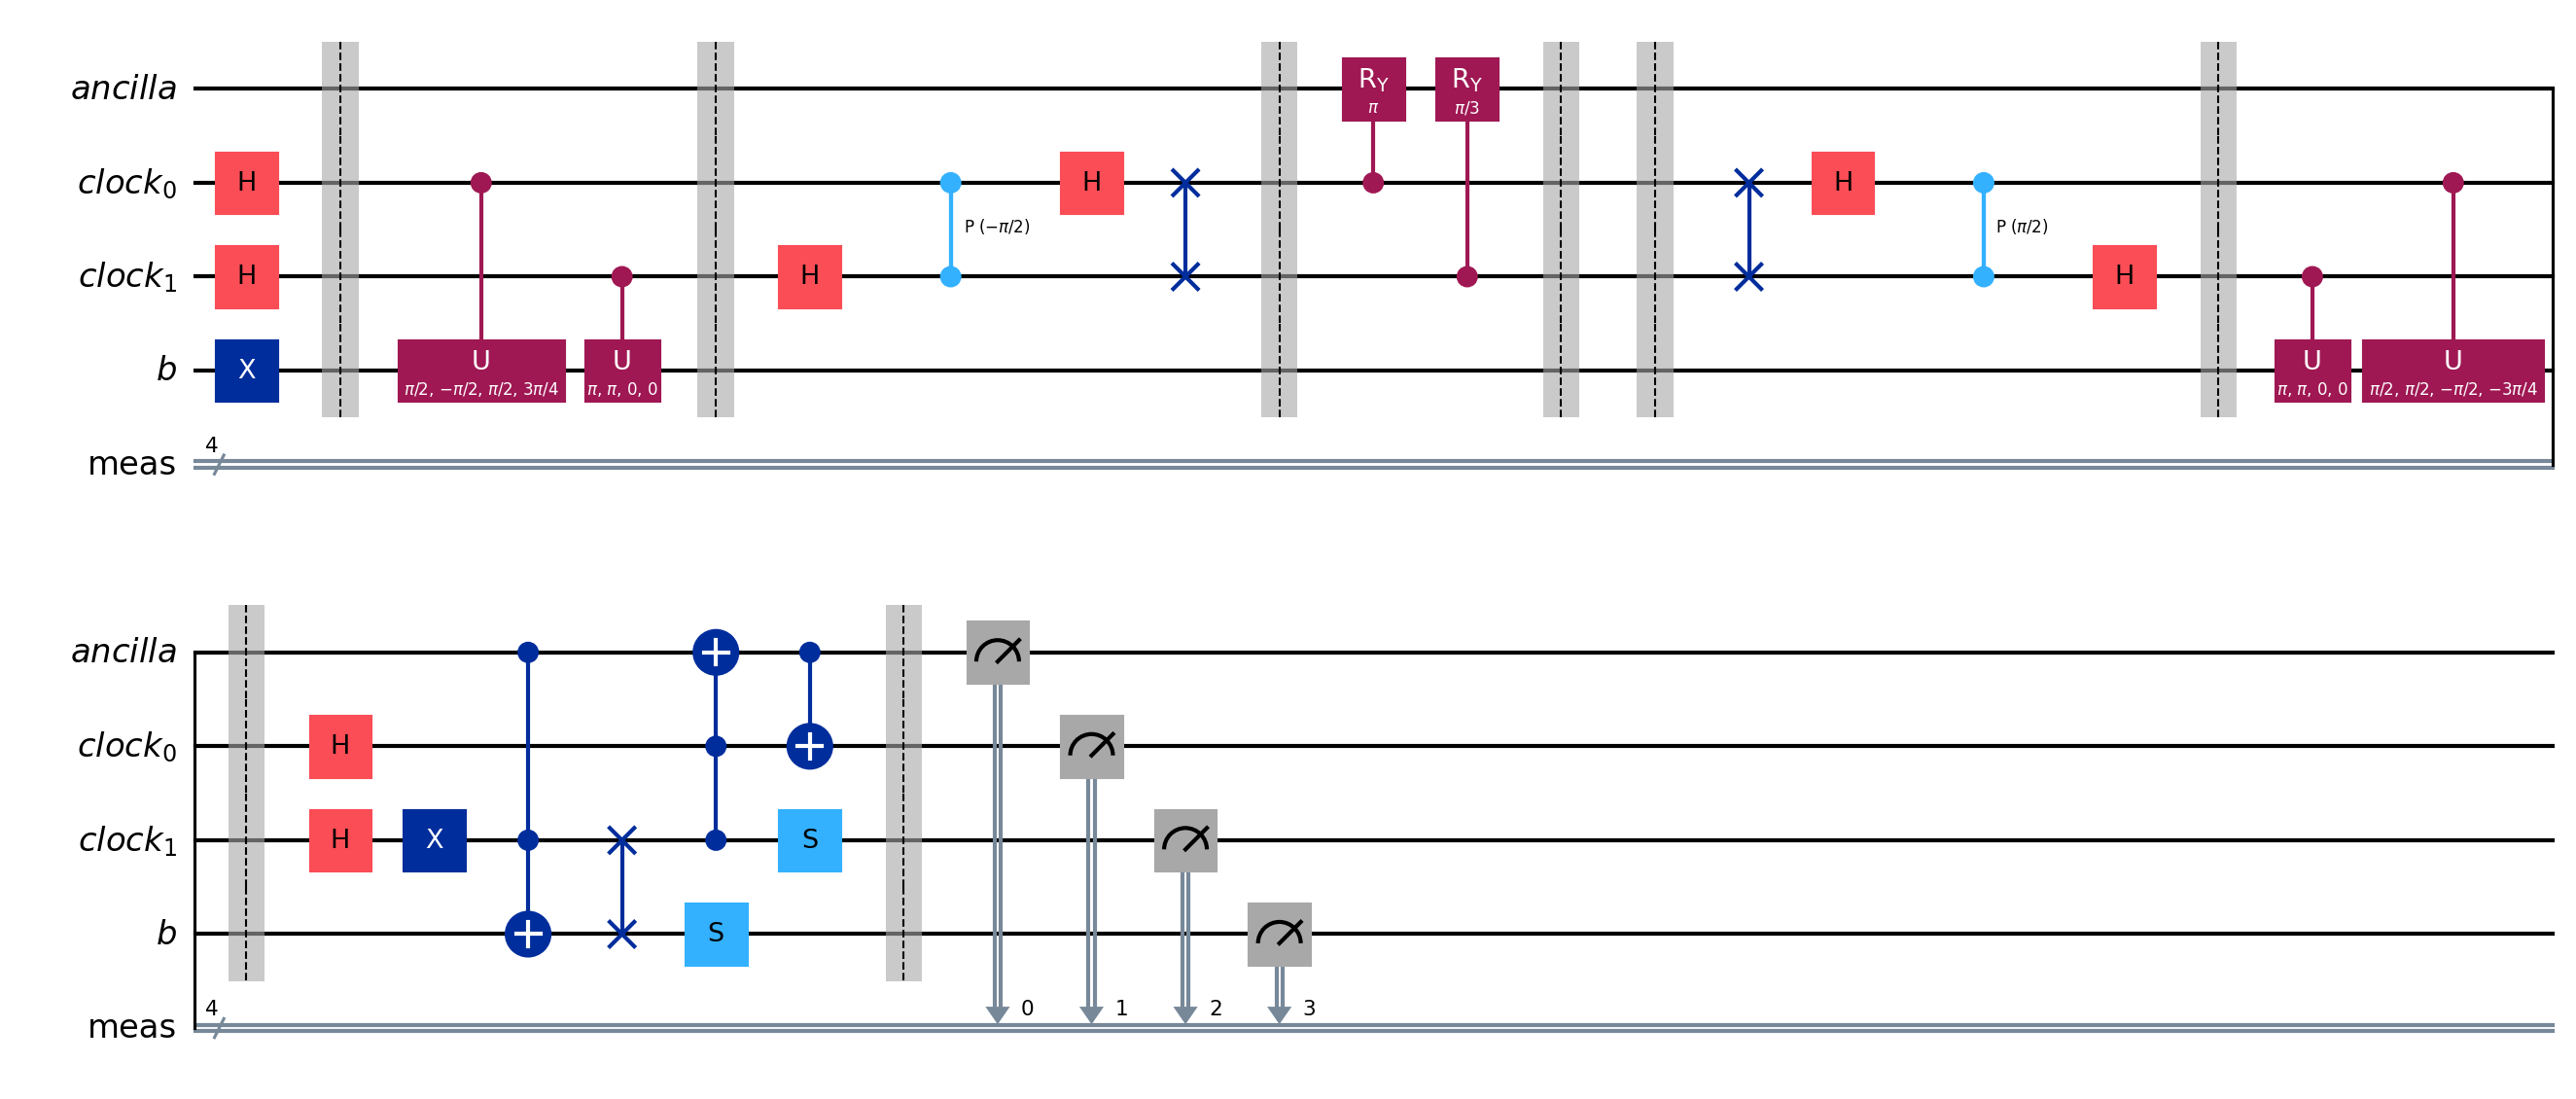 ancilla R_Y π R_Y π/3
clock_0 H H H
P (−π/2) P (π/2)
clock_1 H H H
b X U π/2, −π/2, π/2, 3π/4 U π, π, 0, 0 U π, π, 0, 0 U π/2, π/2, −π/2, −3π/4
meas 4
ancilla
clock_0 H
clock_1 H X S
b S
meas 4 0 1 2 3